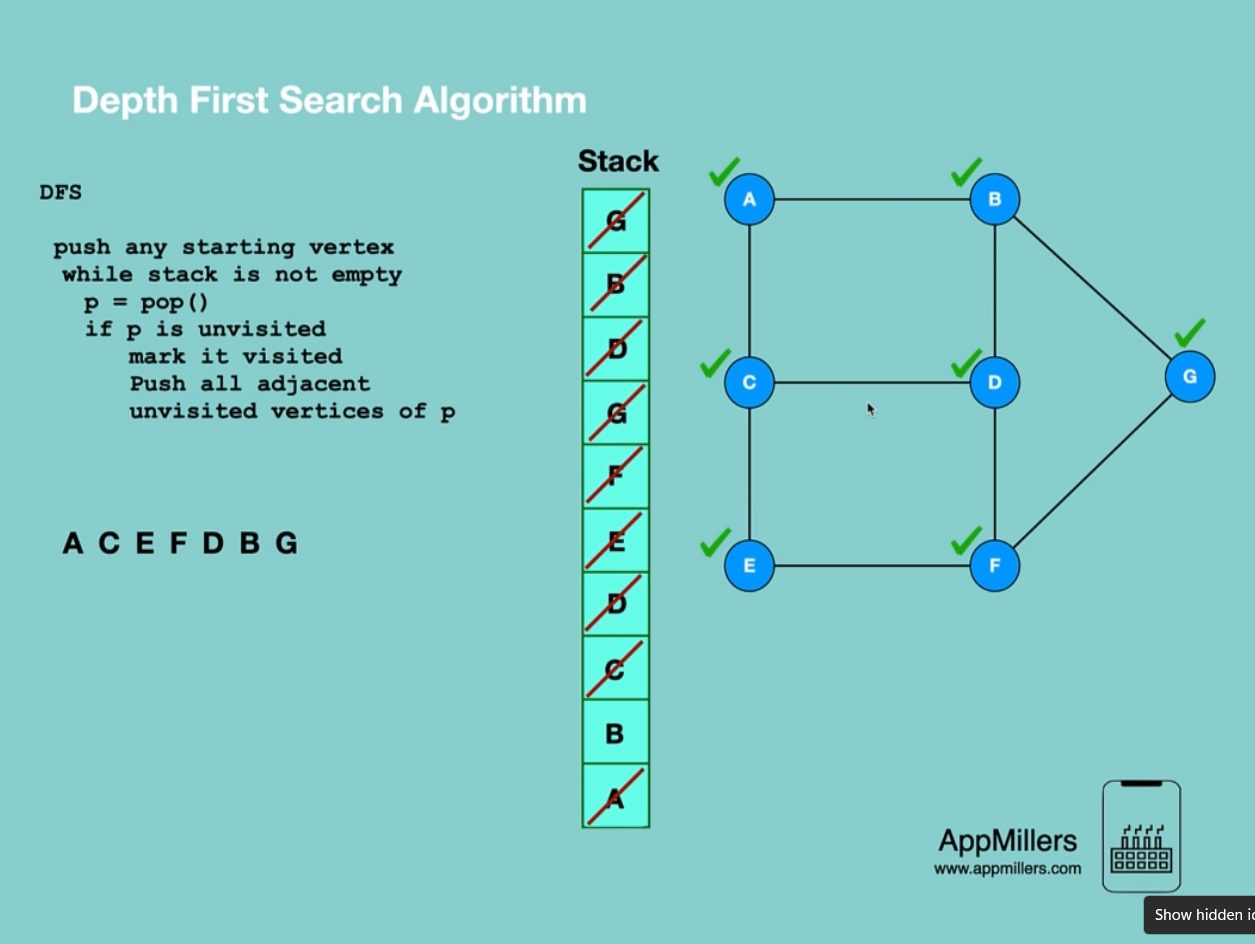 Depth First Search Algorithm
DFS
push any starting vertex
while stack is not empty
p = pop()
if p is unvisited
mark it visited
Push all adjacent
unvisited vertices of p
A C E F D B G
Stack
G
B
D
G
F
E
D
C
B
A
A
B
C
D
G
E
F
AppMillers
www.appmillers.com
Show hidden